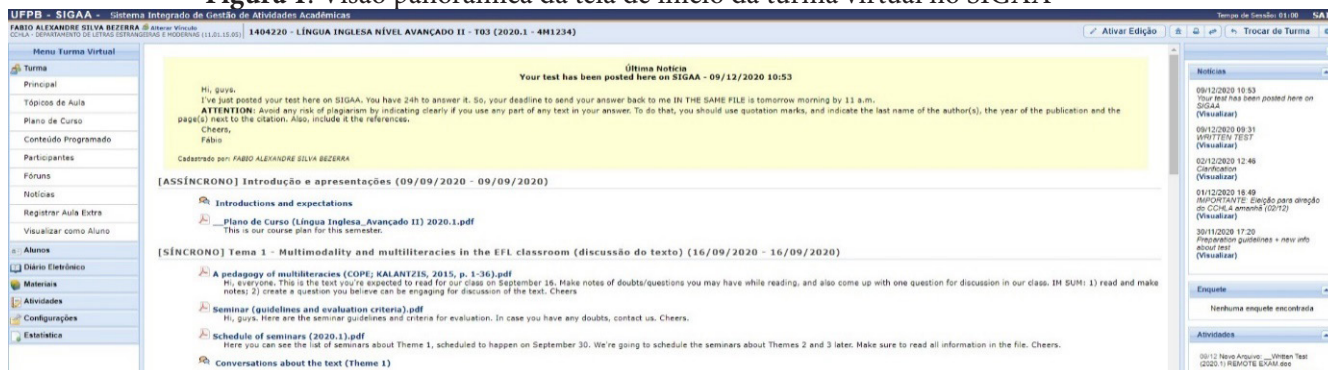 Figura 1: Visão panorâmica da tela de início da turma virtual no SIGAA
UFPB - SIGAA - Sistema Integrado de Gestão de Atividades Acadêmicas
Tempo de Sessão: 01:00
FABIO ALEXANDRE SILVA BEZERRA Alterar Vínculo
CCHLA - DEPARTAMENTO DE LETRAS ESTRANGEIRAS E MODERNAS (11.01.15.05)
1404220 - LÍNGUA INGLESA NÍVEL AVANÇADO II - T03 (2020.1 - 4M1234)
Ativar Edição
Trocar de Turma
Menu Turma Virtual
Turma
Principal
Tópicos de Aula
Plano de Curso
Conteúdo Programado
Participantes
Fóruns
Notícias
Registrar Aula Extra
Visualizar como Aluno
Alunos
Diário Eletrônico
Materiais
Atividades
Configurações
Estatística
Última Notícia
Your test has been posted here on SIGAA - 09/12/2020 10:53
Hi, guys.
I've just posted your test here on SIGAA. You have 24h to answer it. So, your deadline to send your answer back to me IN THE SAME FILE is tomorrow morning by 11 a.m.
ATTENTION: Avoid any risk of plagiarism by indicating clearly if you use any part of any text in your answer. To do that, you should use quotation marks, and indicate the last name of the author(s), the year of the publication and the
page(s) next to the citation. Also, include it the references.
Cheers,
Fábio
Cadastrado por: FABIO ALEXANDRE SILVA BEZERRA
[ASSÍNCRONO] Introdução e apresentações (09/09/2020 - 09/09/2020)
Introductions and expectations
__Plano de Curso (Língua Inglesa_Avançado II) 2020.1.pdf
This is our course plan for this semester.
[SÍNCRONO] Tema 1 - Multimodality and multiliteracies in the EFL classroom (discussão do texto) (16/09/2020 - 16/09/2020)
A pedagogy of multiliteracies (COPE; KALANTZIS, 2015, p. 1-36).pdf
Hi, everyone. This is the text you're expected to read for our class on September 16. Make notes of doubts/questions you may have while reading, and also come up with one question for discussion in our class. IM SUM: 1) read and make
notes; 2) create a question you believe can be engaging for discussion of the text. Cheers
Seminar (guidelines and evaluation criteria).pdf
Hi, guys. Here are the seminar guidelines and criteria for evaluation. In case you have any doubts, contact us. Cheers.
Schedule of seminars (2020.1).pdf
Here you can see the list of seminars about Theme 1, scheduled to happen on September 30. We're going to schedule the seminars about Themes 2 and 3 later. Make sure to read all information in the file. Cheers.
Conversations about the text (Theme 1)
Notícias
09/12/2020 10:53
Your test has been posted here on
SIGAA
(Visualizar)
09/12/2020 09:31
WRITTEN TEST
(Visualizar)
02/12/2020 12:46
Clarification
(Visualizar)
01/12/2020 16:49
IMPORTANTE: Eleição para direção
do CCHLA amanhã (02/12)
(Visualizar)
30/11/2020 17:20
Preparation guidelines + new info
about test
(Visualizar)
Enquete
Nenhuma enquete encontrada
Atividades
09/12 Novo Arquivo: __Written Test
(2020.1) REMOTE EXAM.doc